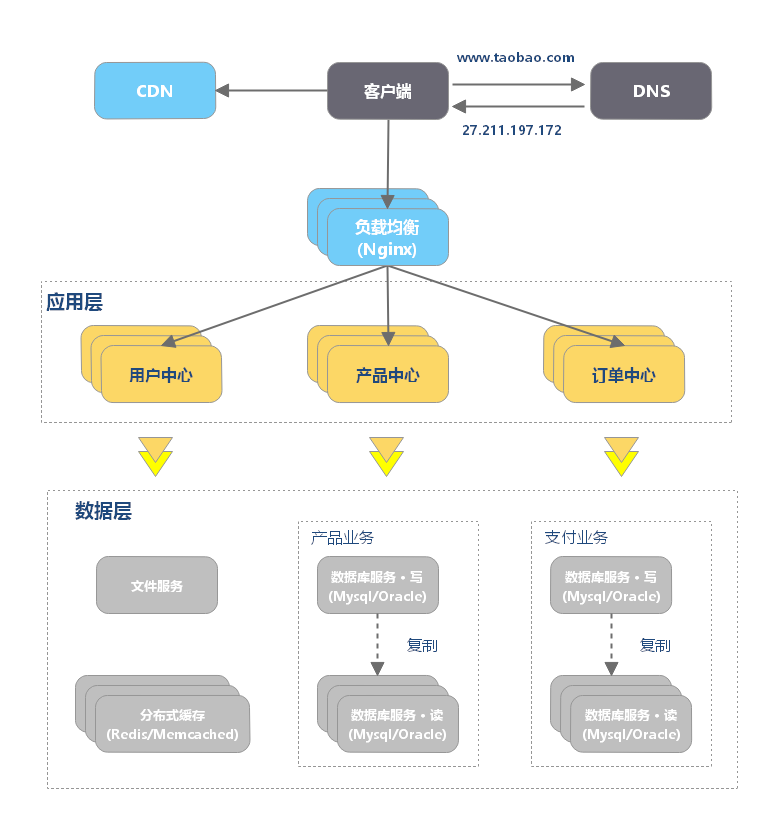 www.taobao.com
CDN
客户端
DNS
27.211.197.172
负载均衡
(Nginx)
应用层
用户中心
产品中心
订单中心
数据层
产品业务
支付业务
文件服务
数据库服务·写
(Mysql/Oracle)
数据库服务·写
(Mysql/Oracle)
复制
复制
分布式缓存
(Redis/Memcached)
数据库服务·读
(Mysql/Oracle)
数据库服务·读
(Mysql/Oracle)